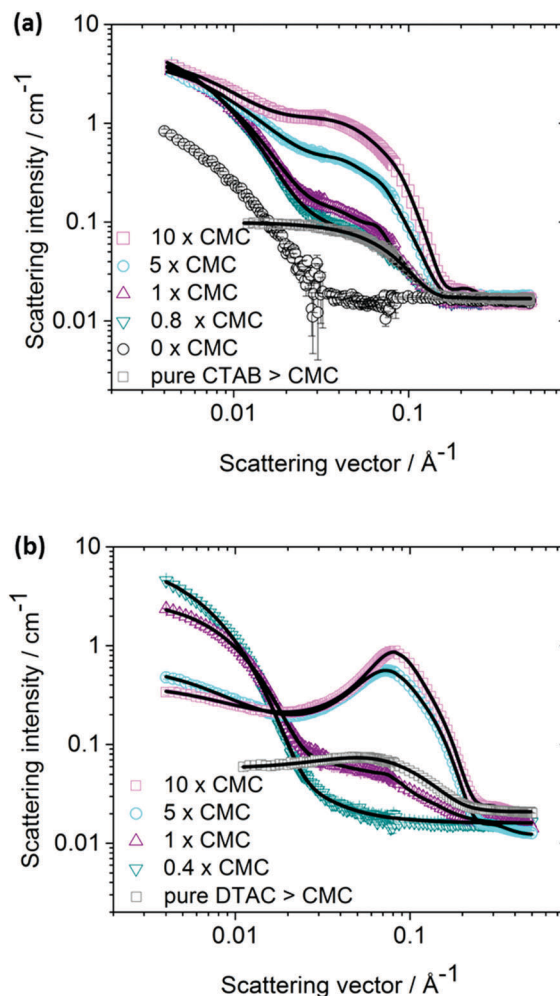 (a)
10
1
0.1
0.01
Scattering intensity / cm⁻¹
10 x CMC
5 x CMC
1 x CMC
0.8 x CMC
0 x CMC
pure CTAB > CMC
0.01 0.1
Scattering vector / Å⁻¹
(b)
10
1
0.1
0.01
Scattering intensity / cm⁻¹
10 x CMC
5 x CMC
1 x CMC
0.4 x CMC
pure DTAC > CMC
0.01 0.1
Scattering vector / Å⁻¹